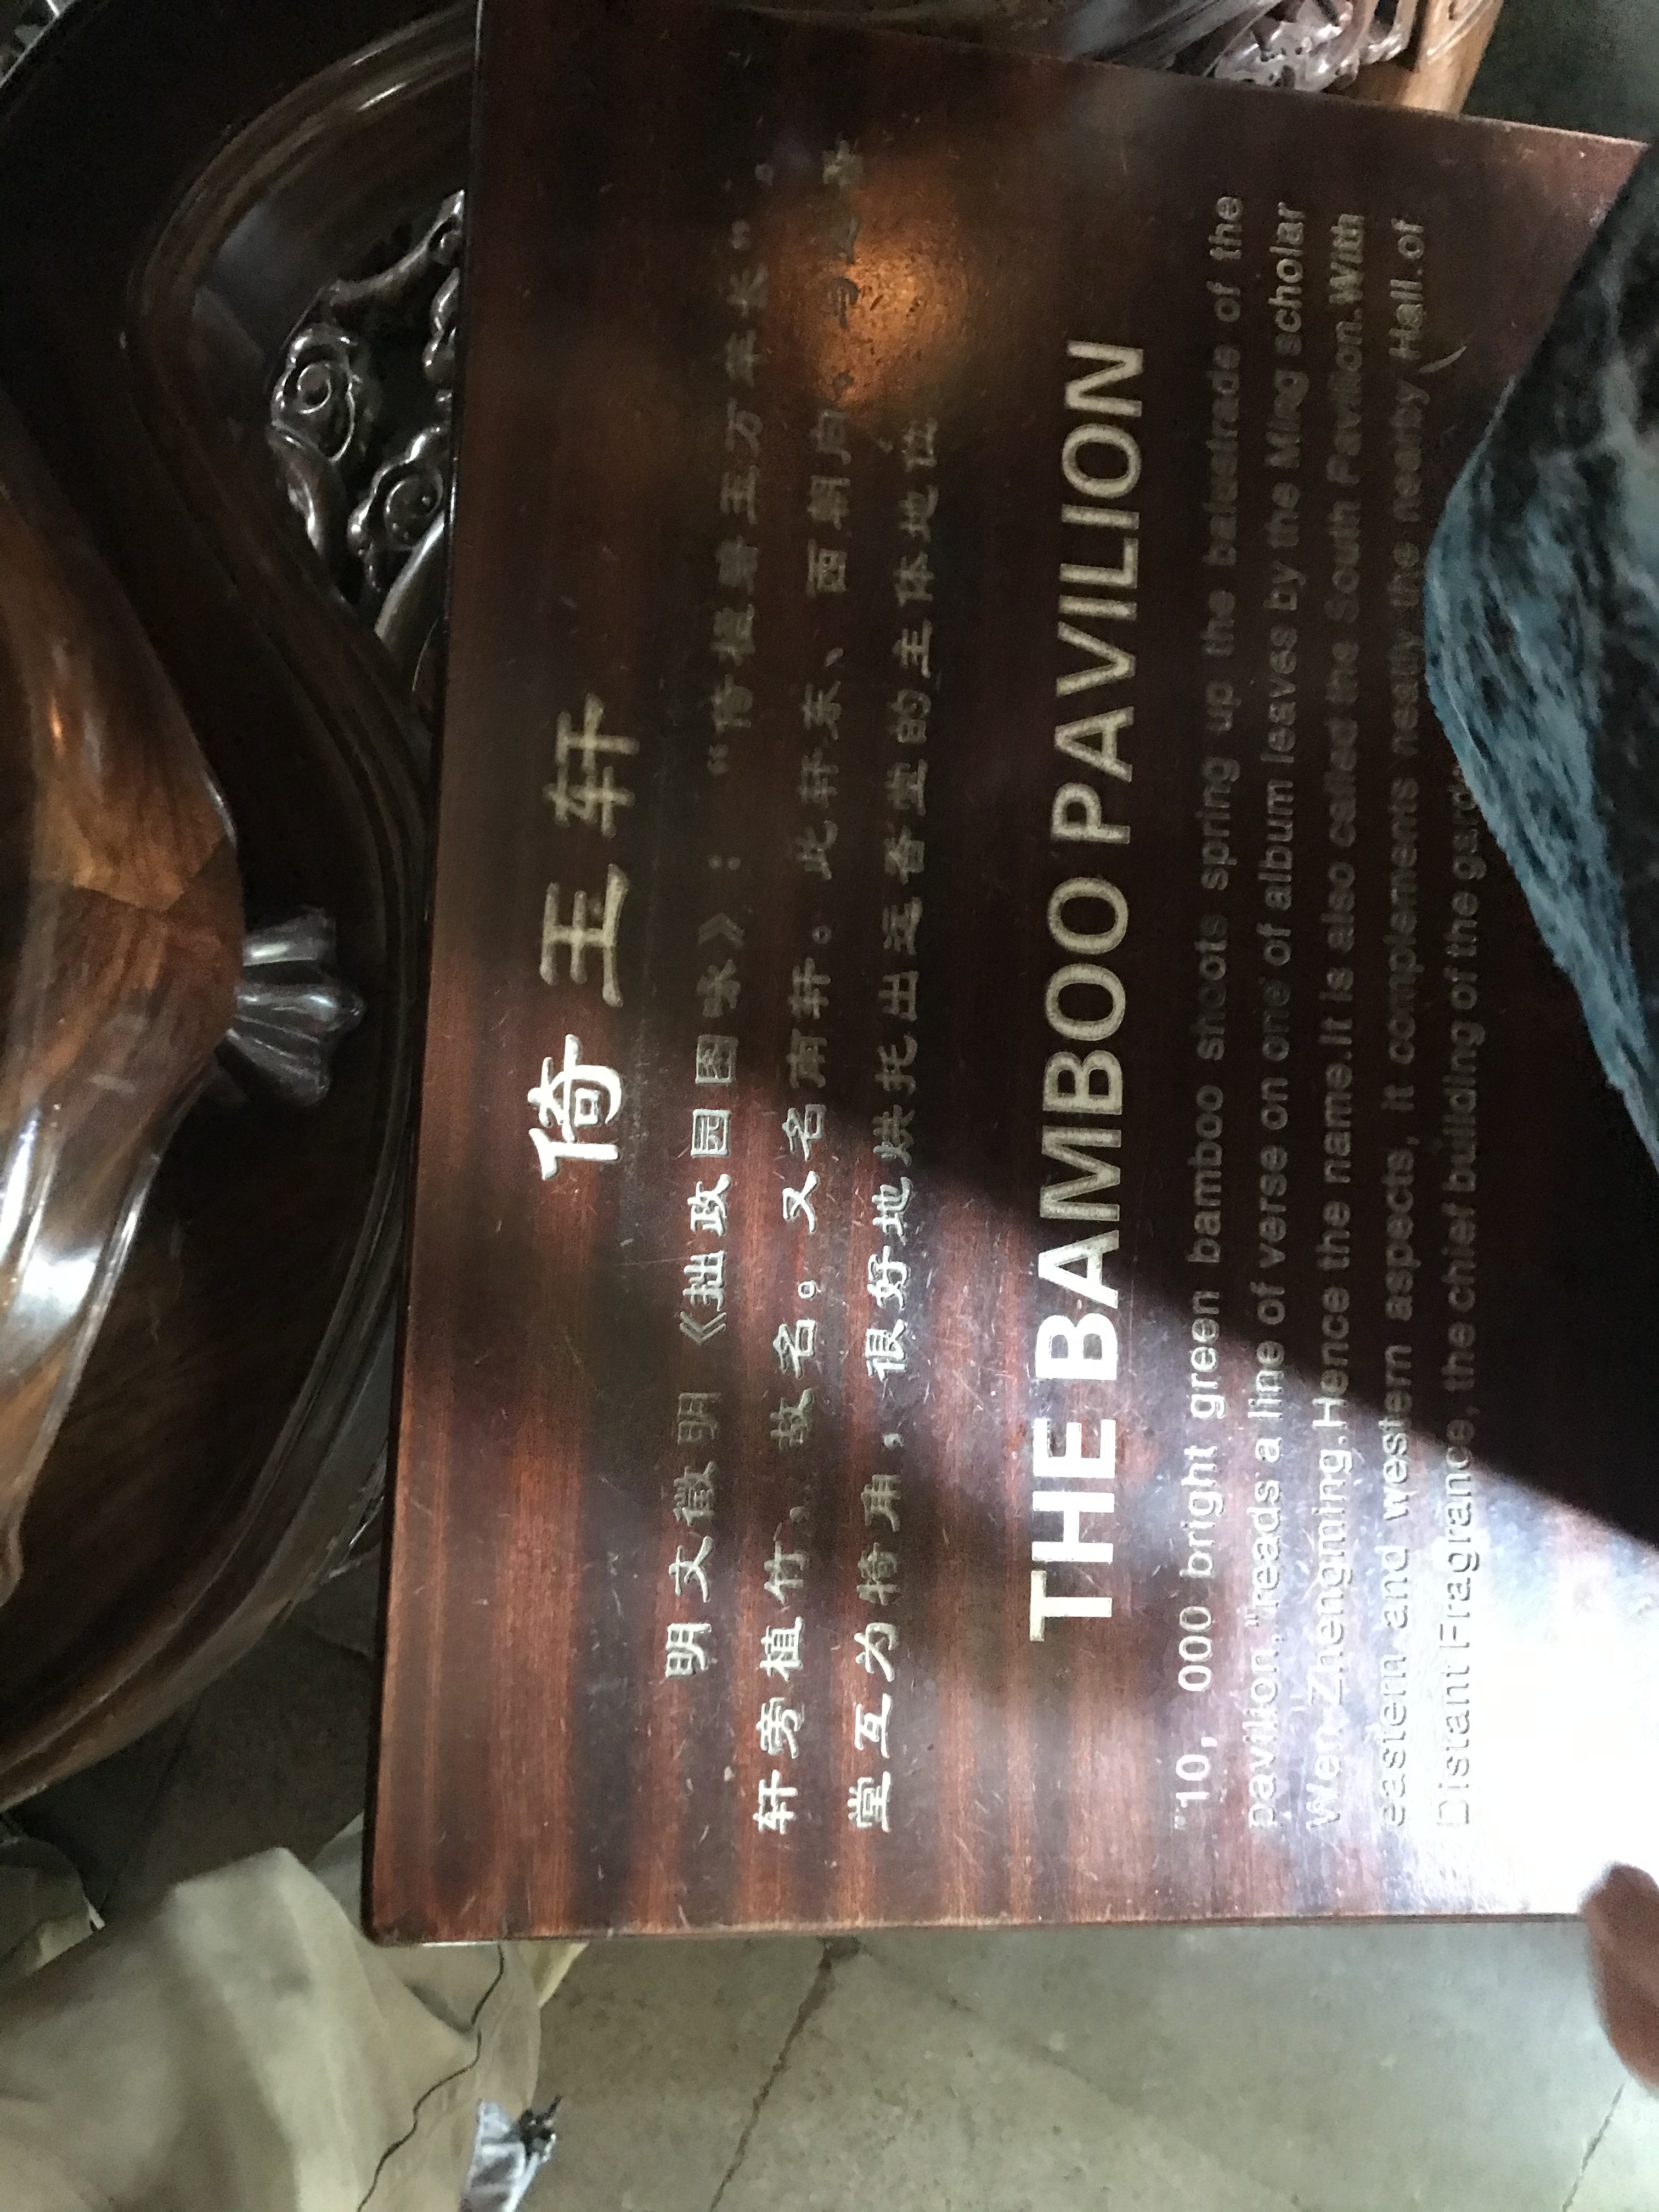 倚玉轩
明文徵明《拙政园图咏》："倚楹碧玉万竿长"。
轩旁植竹，故名。又名南轩。此轩东、西朝向。与远香
堂互为犄角，很好地烘托出远香堂的主体地位
THE BAMBOO PAVILION
"10, 000 bright green bamboo shoots spring up the balustrade of the
pavilion,"reads a line of verse on one of album leaves by the Ming scholar
Wen Zhengming.Hence the name.It is also called the South Pavilion.With
eastern and western aspects, it complements neatly the nearby Hall of
Distant Fragrance, the chief building of the